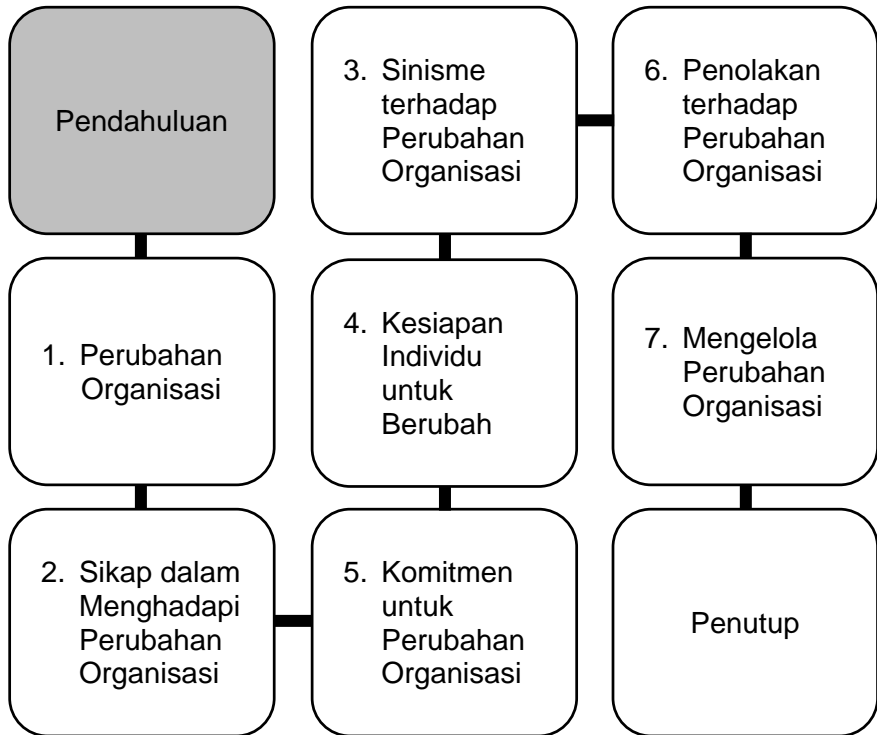 Pendahuluan
1. Perubahan
Organisasi
2. Sikap dalam
Menghadapi
Perubahan
Organisasi
3. Sinisme
terhadap
Perubahan
Organisasi
4. Kesiapan
Individu
untuk
Berubah
5. Komitmen
untuk
Perubahan
Organisasi
6. Penolakan
terhadap
Perubahan
Organisasi
7. Mengelola
Perubahan
Organisasi
Penutup